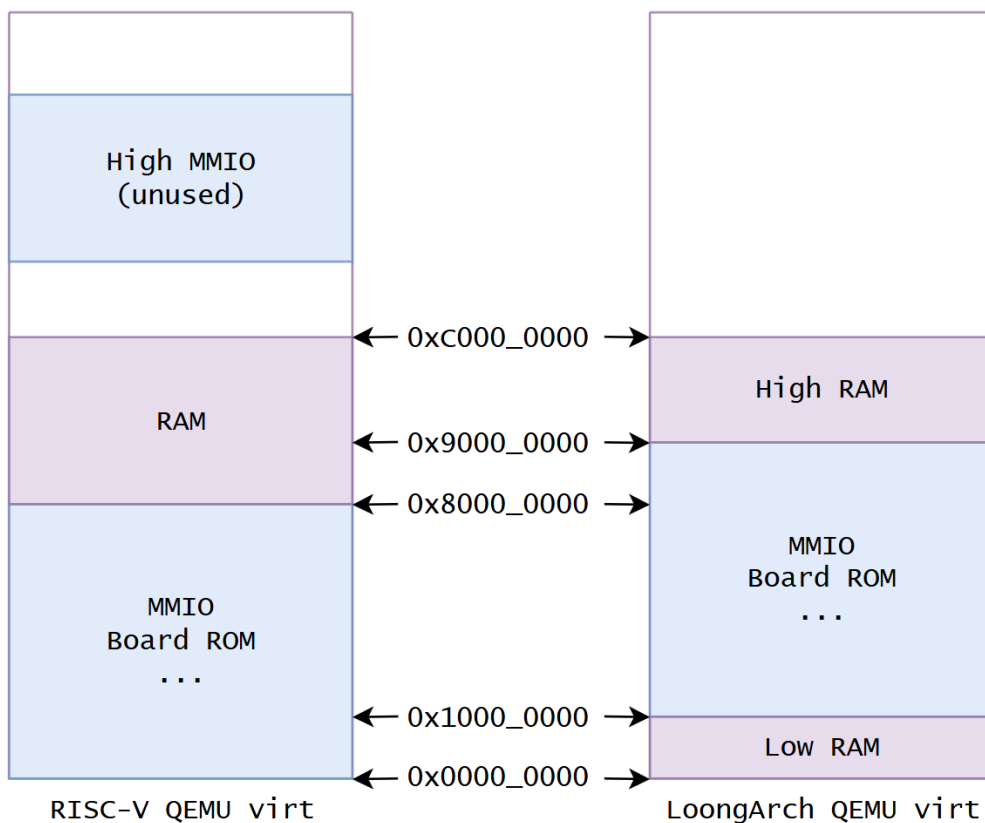 High MMIO
(unused)
0xC000_0000
High RAM
RAM
0x9000_0000
0x8000_0000
MMIO
Board ROM
...
MMIO
Board ROM
...
0x1000_0000
Low RAM
0x0000_0000
RISC-V QEMU virt
LoongArch QEMU virt